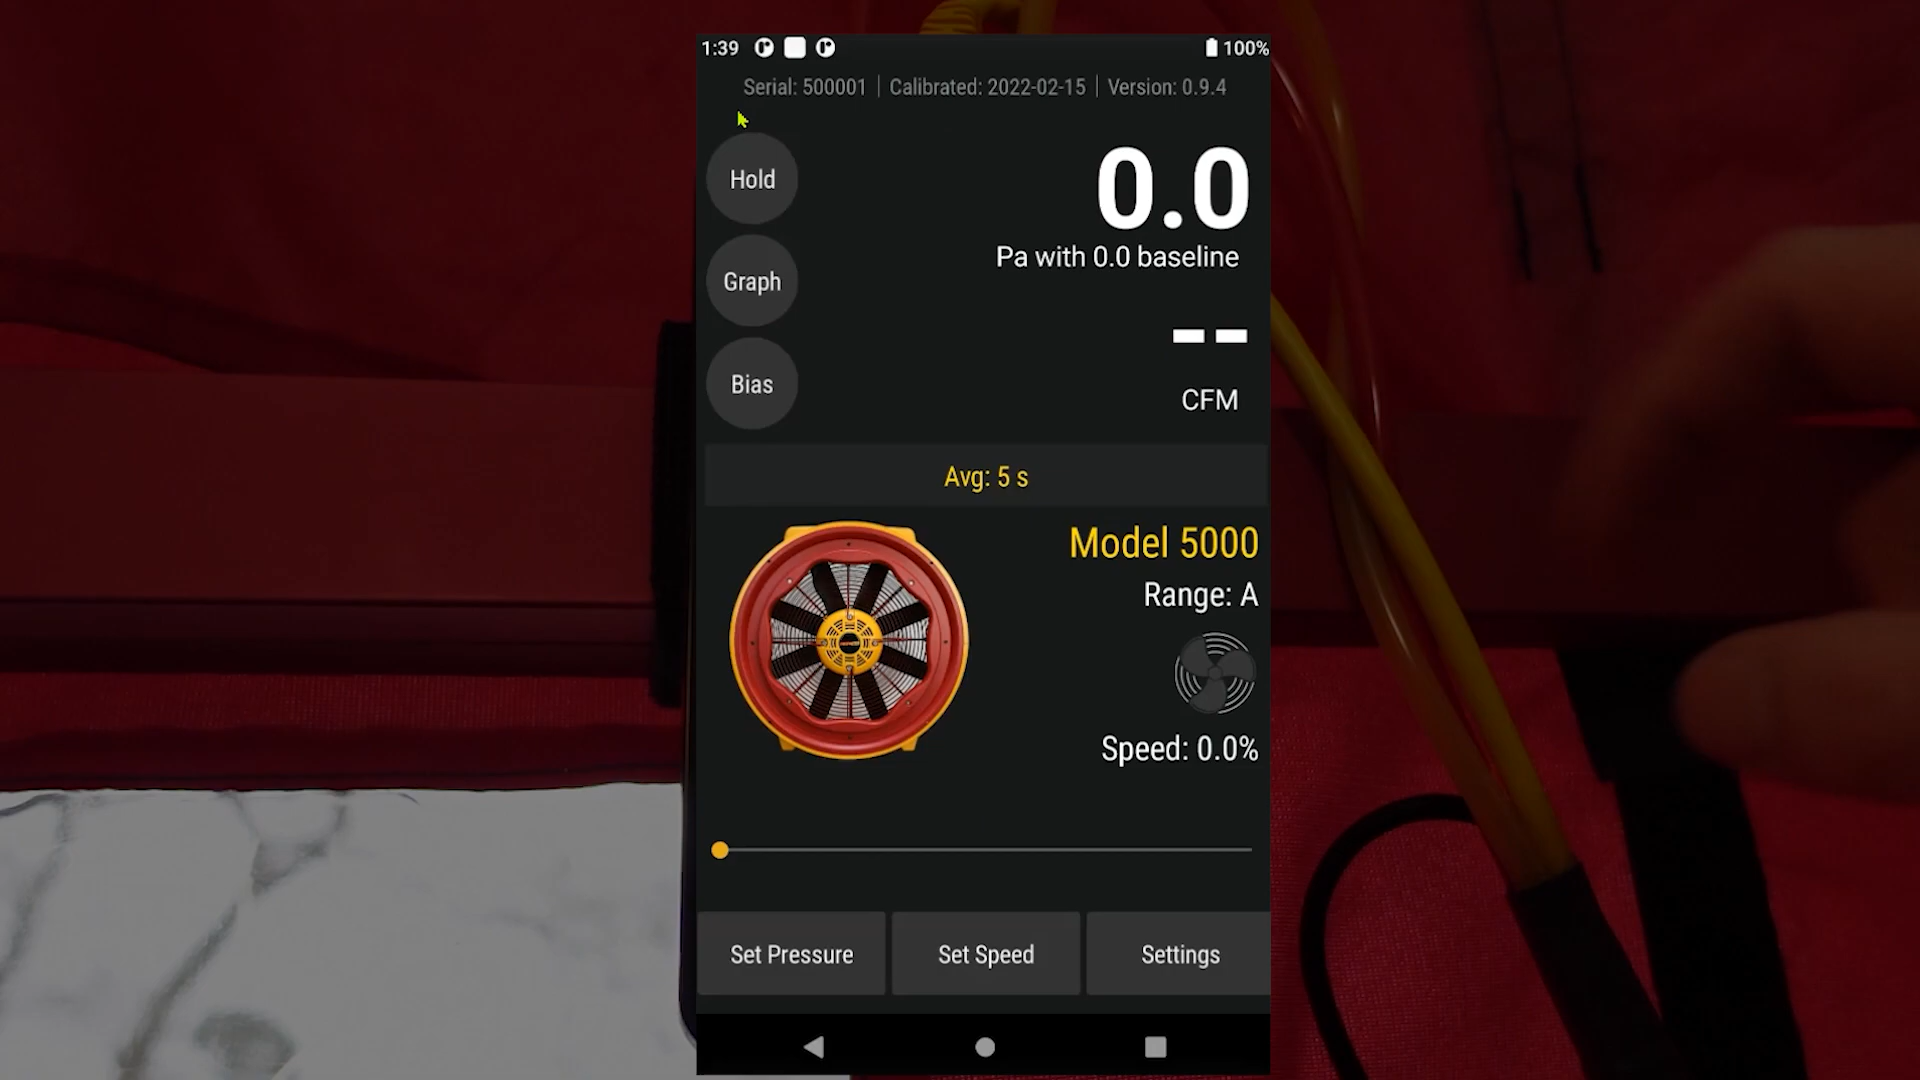 1:39
100%
Serial: 500001 | Calibrated: 2022-02-15 | Version: 0.9.4
Hold
0.0
Pa with 0.0 baseline
Graph
--
Bias
CFM
Avg: 5 s
Model 5000
Range: A
Speed: 0.0%
Set Pressure
Set Speed
Settings